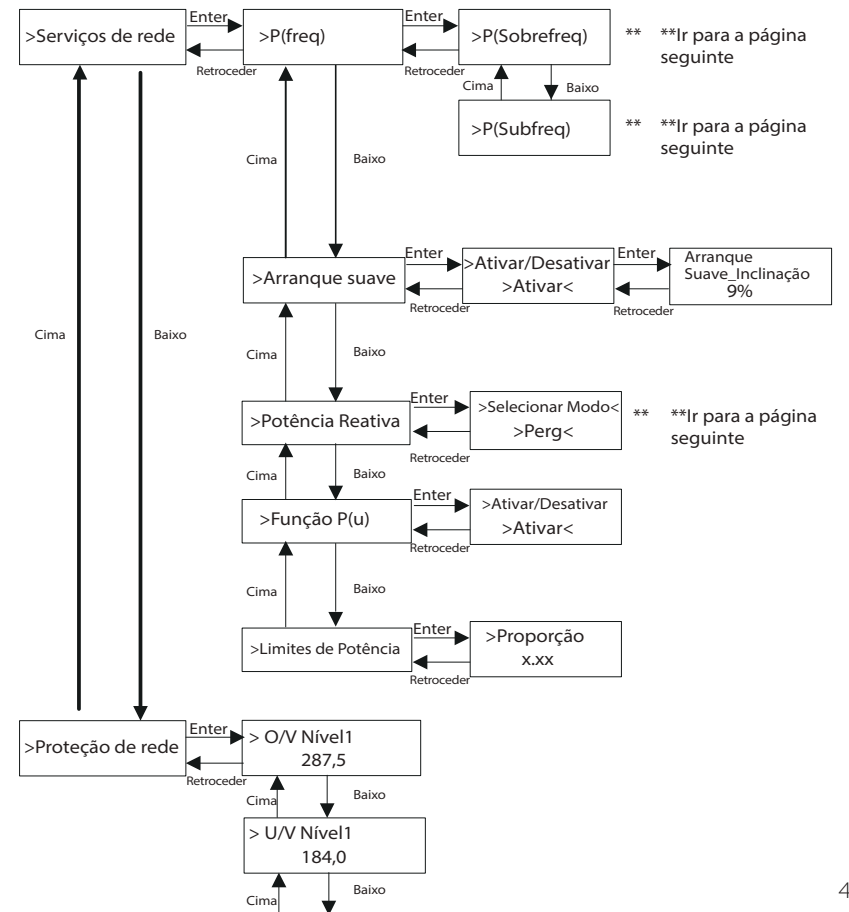 >Serviços de rede
Enter
Retroceder
>P(freq)
Enter
Retroceder
>P(Sobrefreq)
** **Ir para a página
seguinte
Cima
Baixo
>P(Subfreq)
** **Ir para a página
seguinte
Cima
Baixo
>Arranque suave
Enter
Retroceder
>Ativar/Desativar
>Ativar<
Enter
Retroceder
Arranque
Suave_Inclinação
9%
Cima
Baixo
Cima
Baixo
>Potência Reativa
Enter
Retroceder
>Selecionar Modo<
>Perg<
** **Ir para a página
seguinte
Cima
Baixo
>Função P(u)
Enter
Retroceder
>Ativar/Desativar
>Ativar<
Cima
Baixo
>Limites de Potência
Enter
Retroceder
>Proporção
x.xx
>Proteção de rede
Enter
Retroceder
> O/V Nível1
287,5
Cima
Baixo
> U/V Nível1
184,0
Cima
Baixo
4